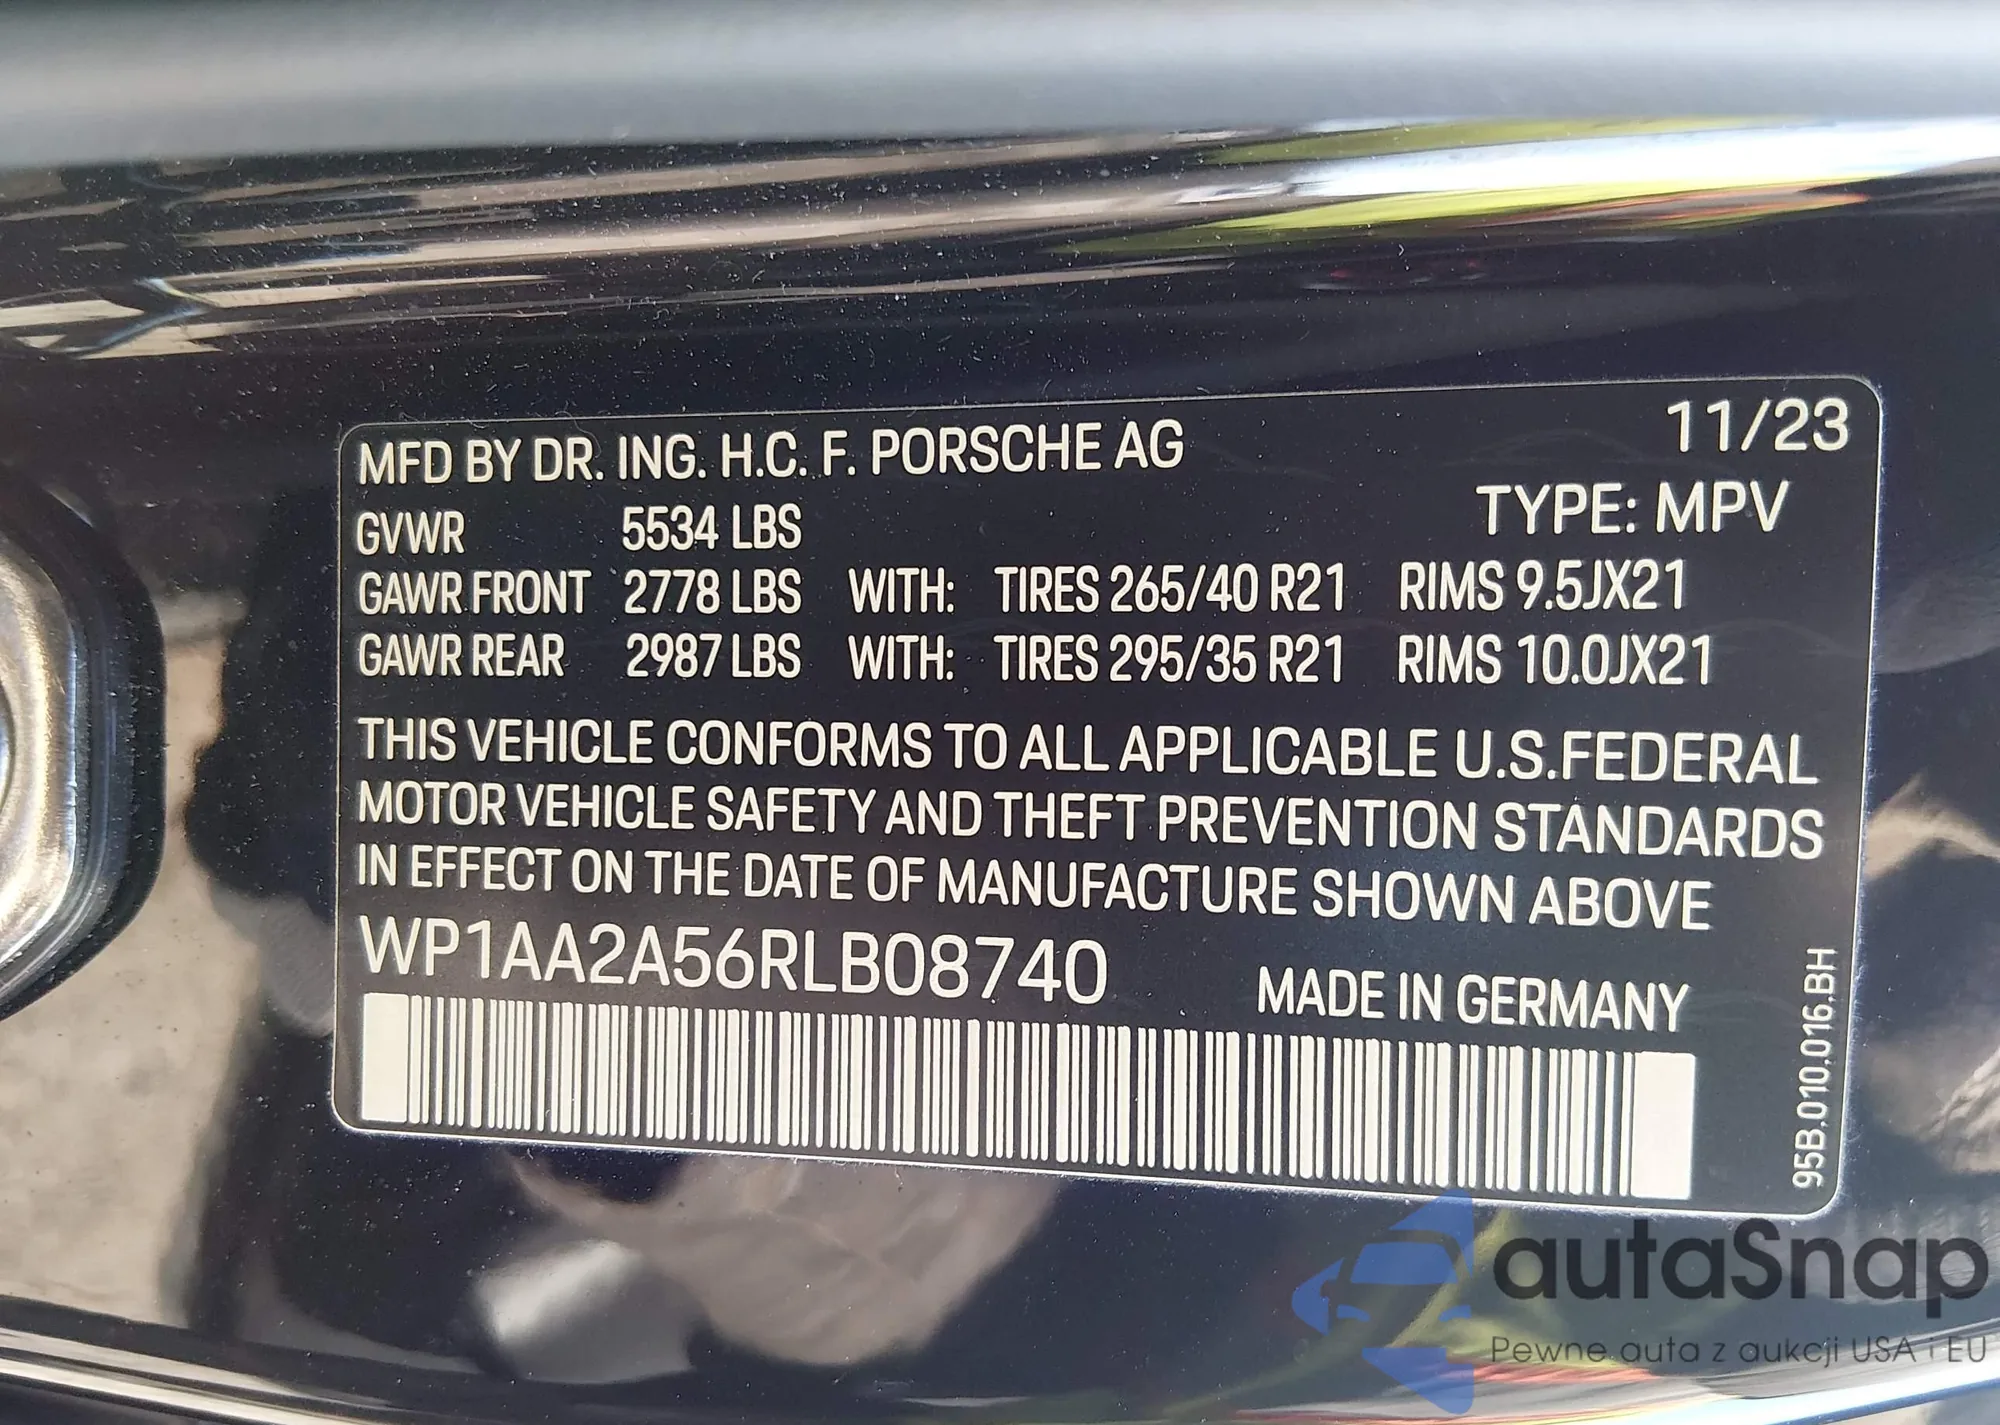 MFD BY DR. ING. H.C. F. PORSCHE AG 11/23
TYPE: MPV
GVWR 5534 LBS
GAWR FRONT 2778 LBS WITH: TIRES 265/40 R21 RIMS 9.5JX21
GAWR REAR 2987 LBS WITH: TIRES 295/35 R21 RIMS 10.0JX21
THIS VEHICLE CONFORMS TO ALL APPLICABLE U.S.FEDERAL
MOTOR VEHICLE SAFETY AND THEFT PREVENTION STANDARDS
IN EFFECT ON THE DATE OF MANUFACTURE SHOWN ABOVE
WP1AA2A56RLB08740
MADE IN GERMANY
95B.010.016.BH
autaSnap
Pewne auta z aukcji USA i EU